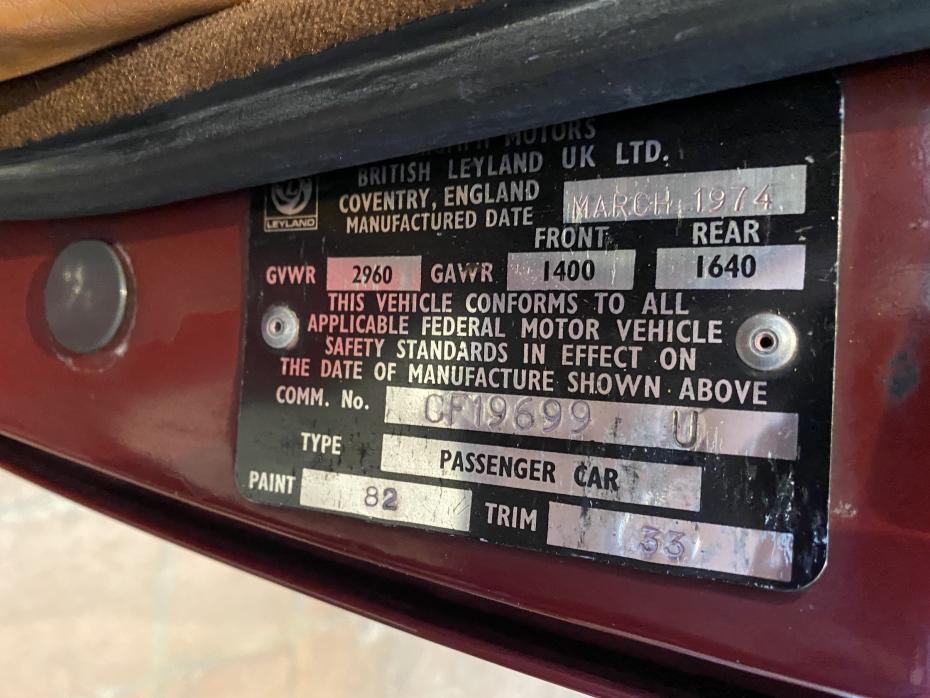 MOTORS
BRITISH LEYLAND UK LTD.
LEYLAND
COVENTRY, ENGLAND
MANUFACTURED DATE MARCH 1974
FRONT REAR
GVWR 2960 GAWR 1400 1640
THIS VEHICLE CONFORMS TO ALL
APPLICABLE FEDERAL MOTOR VEHICLE
SAFETY STANDARDS IN EFFECT ON
THE DATE OF MANUFACTURE SHOWN ABOVE
COMM. No. CF19699 U
TYPE PASSENGER CAR
PAINT 82 TRIM 33